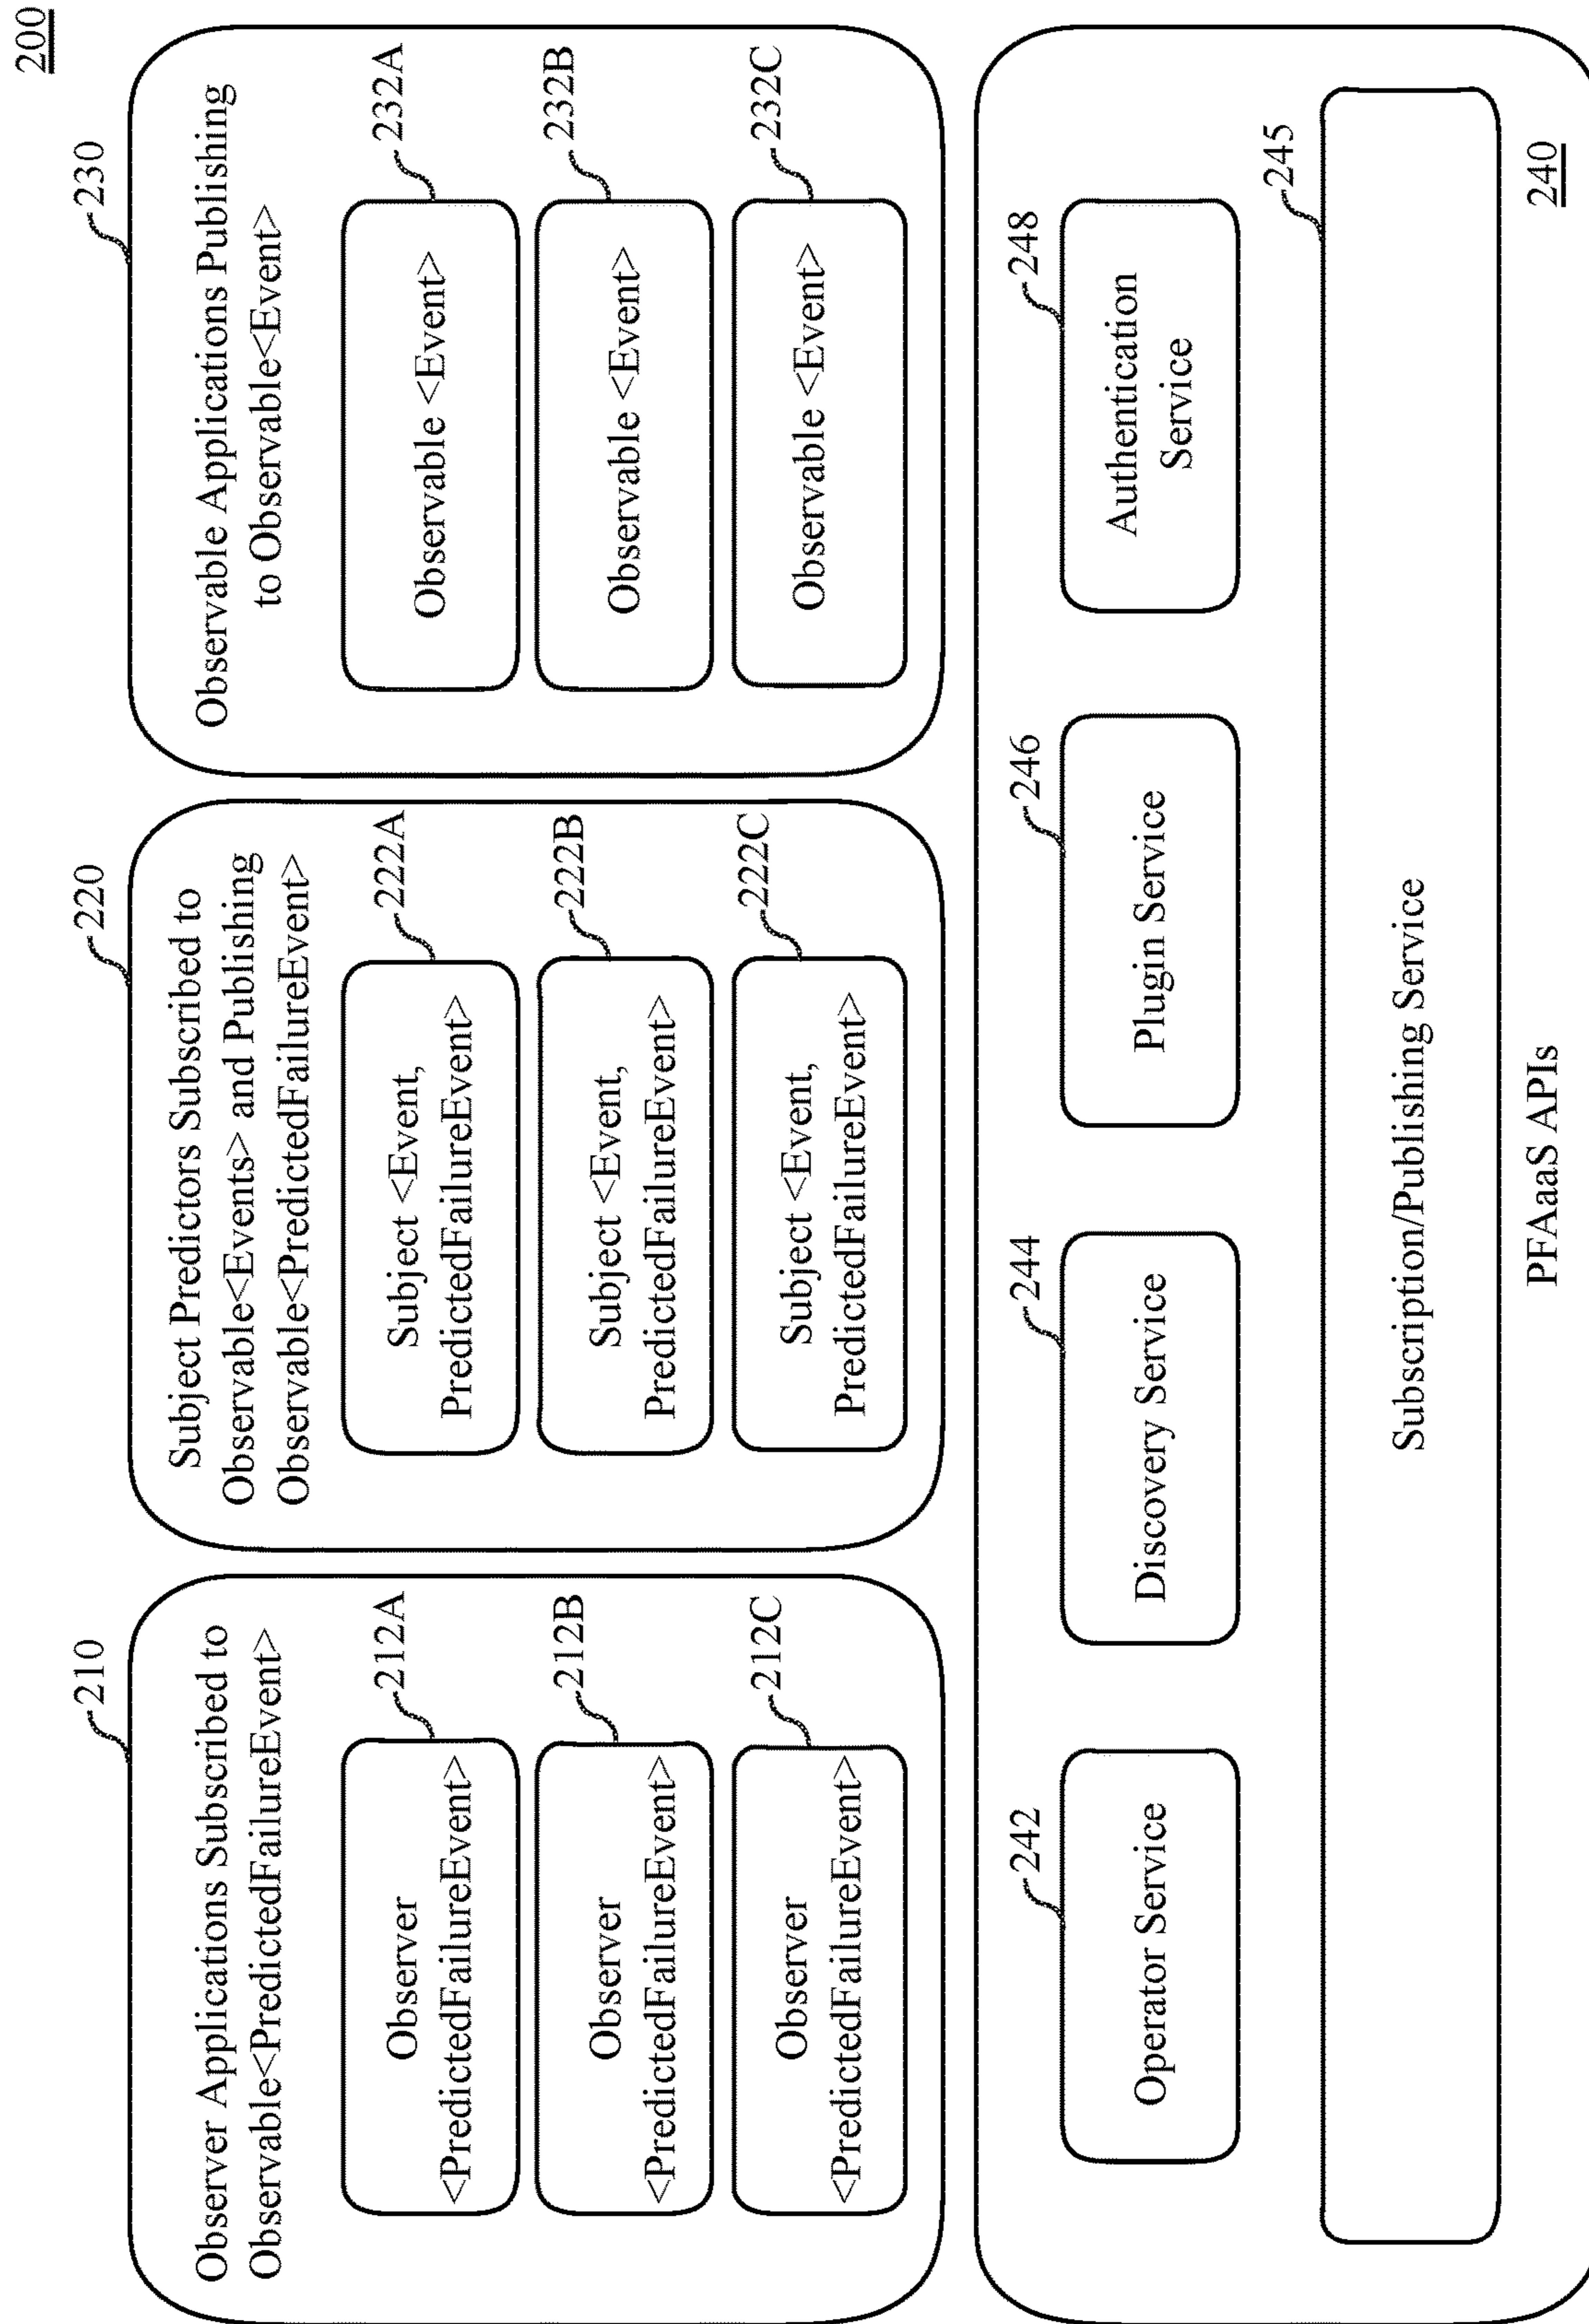 200
210
Observer Applications Subscribed to
Observable<PredictedFailureEvent>
212A
Observer
<PredictedFailureEvent>
212B
Observer
<PredictedFailureEvent>
212C
Observer
<PredictedFailureEvent>
220
Subject Predictors Subscribed to
Observable<Events> and Publishing
Observable<PredictedFailureEvent>
222A
Subject <Event,
PredictedFailureEvent>
222B
Subject <Event,
PredictedFailureEvent>
222C
Subject <Event,
PredictedFailureEvent>
230
Observable Applications Publishing
to Observable<Event>
232A
Observable <Event>
232B
Observable <Event>
232C
Observable <Event>
242
Operator Service
244
Discovery Service
246
Plugin Service
248
Authentication
Service
245
Subscription/Publishing Service
PFAaaS APIs
240